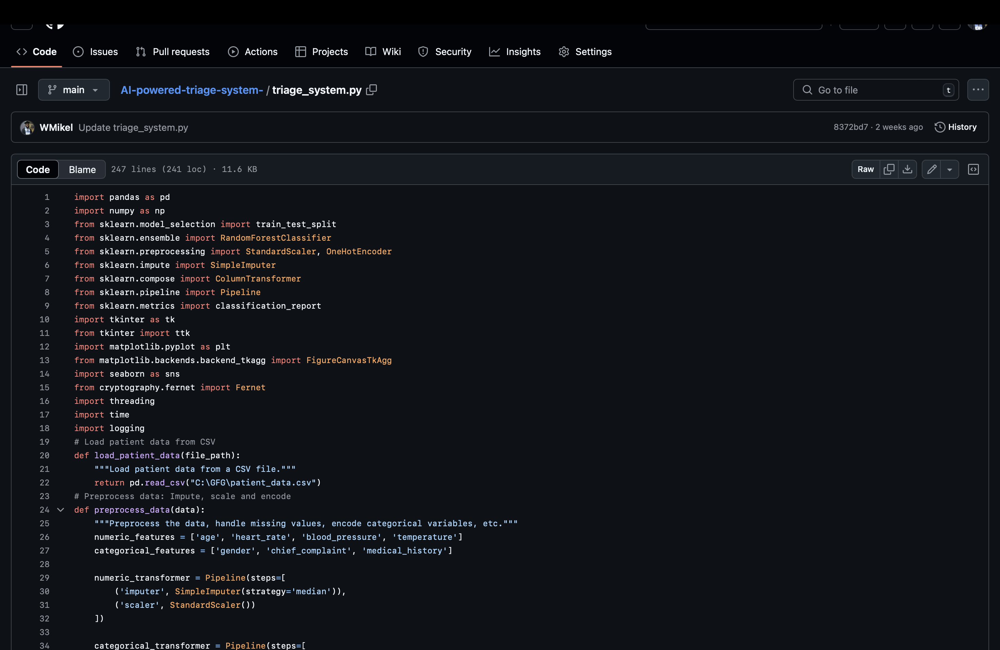 Code Issues Pull requests Actions Projects Wiki Security Insights Settings
main AI-powered-triage-system- / triage_system.py Go to file t
WMikel Update triage_system.py 8372bd7 · 2 weeks ago History
Code Blame 247 lines (241 loc) · 11.6 KB Raw
1 import pandas as pd
2 import numpy as np
3 from sklearn.model_selection import train_test_split
4 from sklearn.ensemble import RandomForestClassifier
5 from sklearn.preprocessing import StandardScaler, OneHotEncoder
6 from sklearn.impute import SimpleImputer
7 from sklearn.compose import ColumnTransformer
8 from sklearn.pipeline import Pipeline
9 from sklearn.metrics import classification_report
10 import tkinter as tk
11 from tkinter import ttk
12 import matplotlib.pyplot as plt
13 from matplotlib.backends.backend_tkagg import FigureCanvasTkAgg
14 import seaborn as sns
15 from cryptography.fernet import Fernet
16 import threading
17 import time
18 import logging
19 # Load patient data from CSV
20 def load_patient_data(file_path):
21     """Load patient data from a CSV file."""
22     return pd.read_csv("C:\GFG\patient_data.csv")
23 # Preprocess data: Impute, scale and encode
24 def preprocess_data(data):
25     """Preprocess the data, handle missing values, encode categorical variables, etc."""
26     numeric_features = ['age', 'heart_rate', 'blood_pressure', 'temperature']
27     categorical_features = ['gender', 'chief_complaint', 'medical_history']
28
29     numeric_transformer = Pipeline(steps=[
30         ('imputer', SimpleImputer(strategy='median')),
31         ('scaler', StandardScaler())
32     ])
33
34     categorical_transformer = Pipeline(steps=[